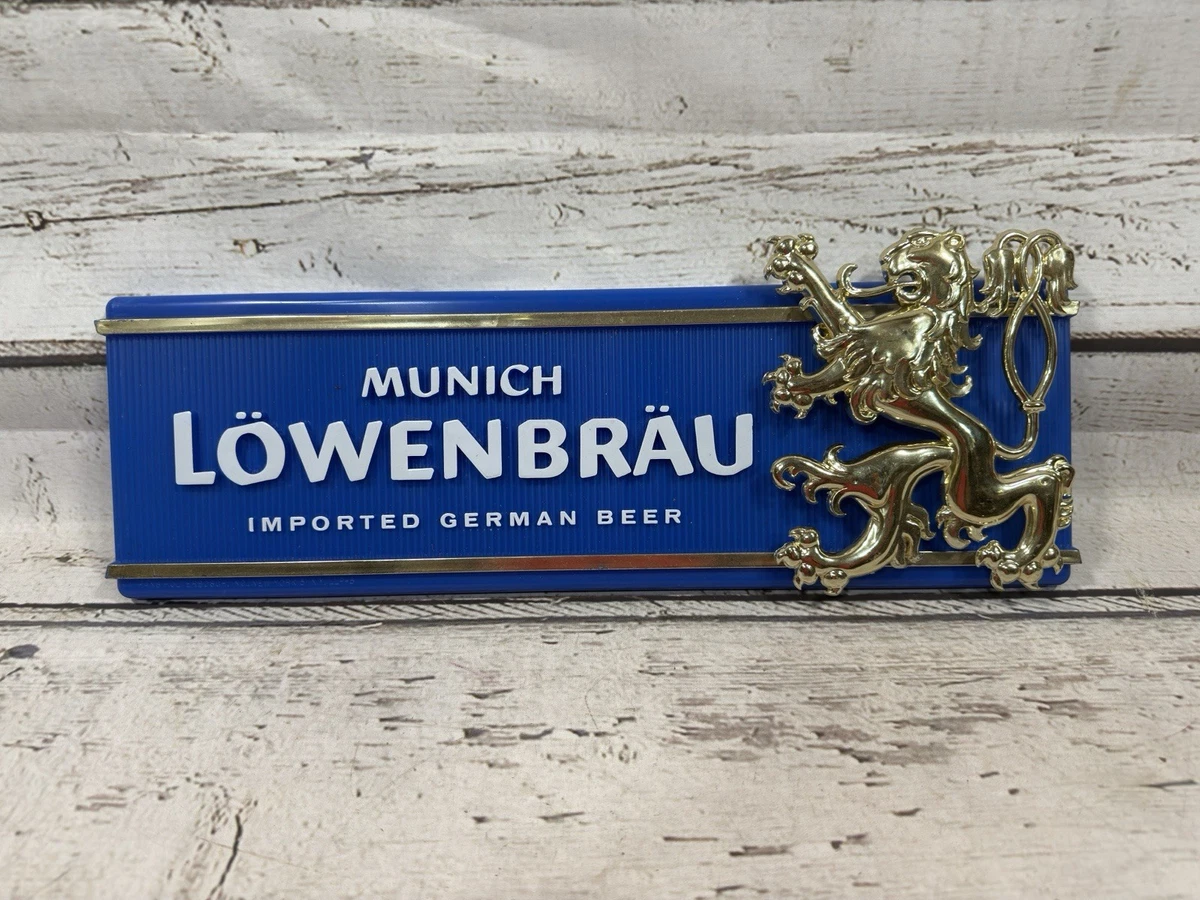 MUNICH
LÖWENBRÄU
IMPORTED GERMAN BEER